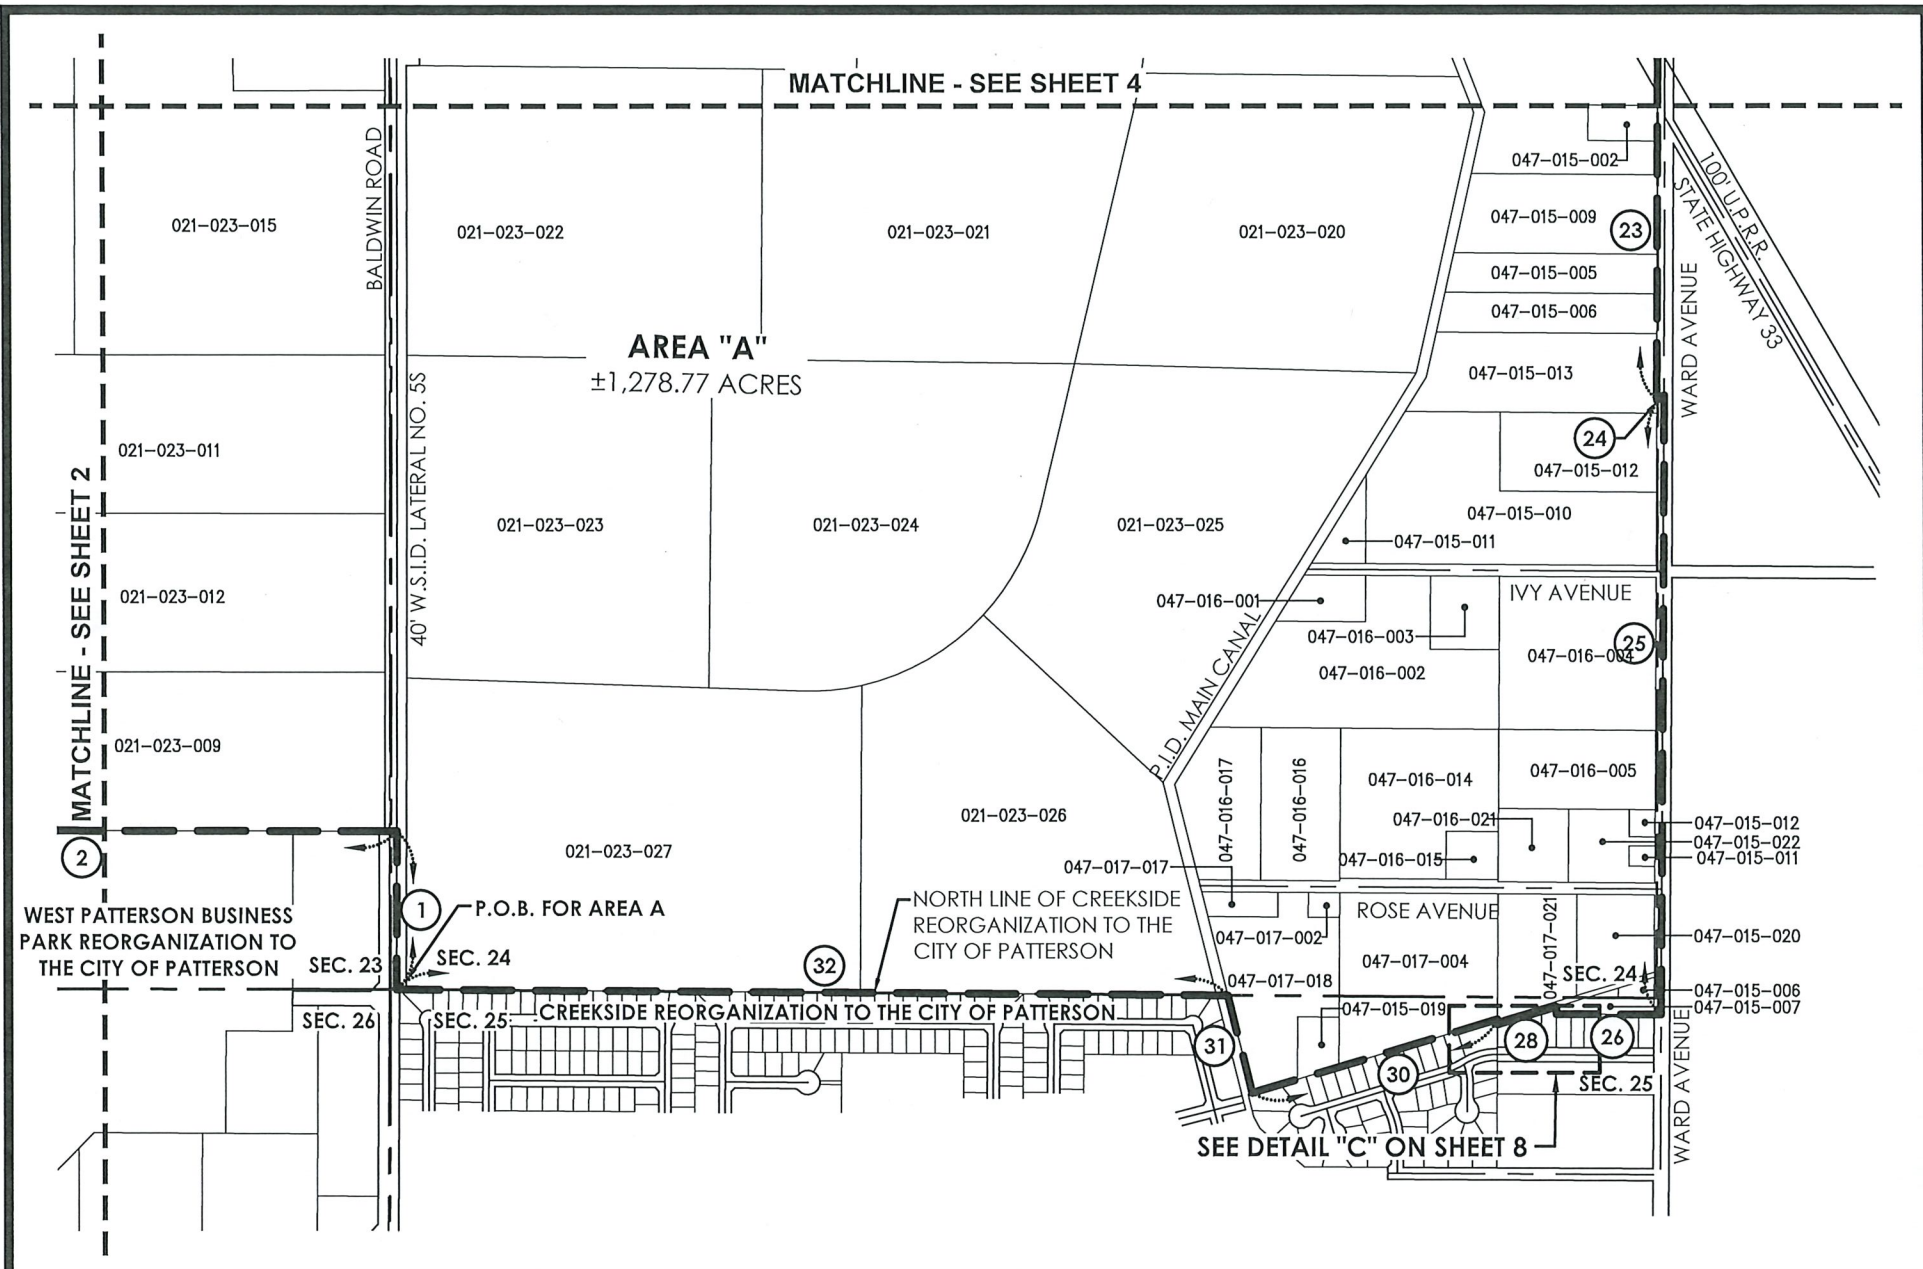 MATCHLINE - SEE SHEET 4
BALDWIN ROAD
021-023-015
021-023-022
021-023-021
021-023-020
047-015-002
047-015-009
23
047-015-005
047-015-006
047-015-013
100' U.P.R.R.
STATE HIGHWAY 33
WARD AVENUE
AREA "A"
±1,278.77 ACRES
40' W.S.I.D. LATERAL NO. 5S
MATCHLINE - SEE SHEET 2
021-023-011
021-023-012
021-023-009
021-023-023
021-023-024
021-023-025
24
047-015-012
047-015-010
047-015-011
IVY AVENUE
047-016-001
047-016-003
047-016-002
047-016-004
25
P.I.D. MAIN CANAL
047-016-017
047-016-016
047-016-014
047-016-005
047-016-021
047-016-015
047-015-012
047-015-022
047-015-011
021-023-026
021-023-027
047-017-017
2
1
P.O.B. FOR AREA A
WEST PATTERSON BUSINESS
PARK REORGANIZATION TO
THE CITY OF PATTERSON
SEC. 23
SEC. 24
32
NORTH LINE OF CREEKSIDE
REORGANIZATION TO THE
CITY OF PATTERSON
ROSE AVENUE
047-017-002
047-017-004
047-017-021
047-015-020
047-017-018
SEC. 24
047-015-006
047-015-007
047-015-019
SEC. 26
SEC. 25
CREEKSIDE REORGANIZATION TO THE CITY OF PATTERSON
31
30
28
26
SEC. 25
WARD AVENUE
SEE DETAIL "C" ON SHEET 8